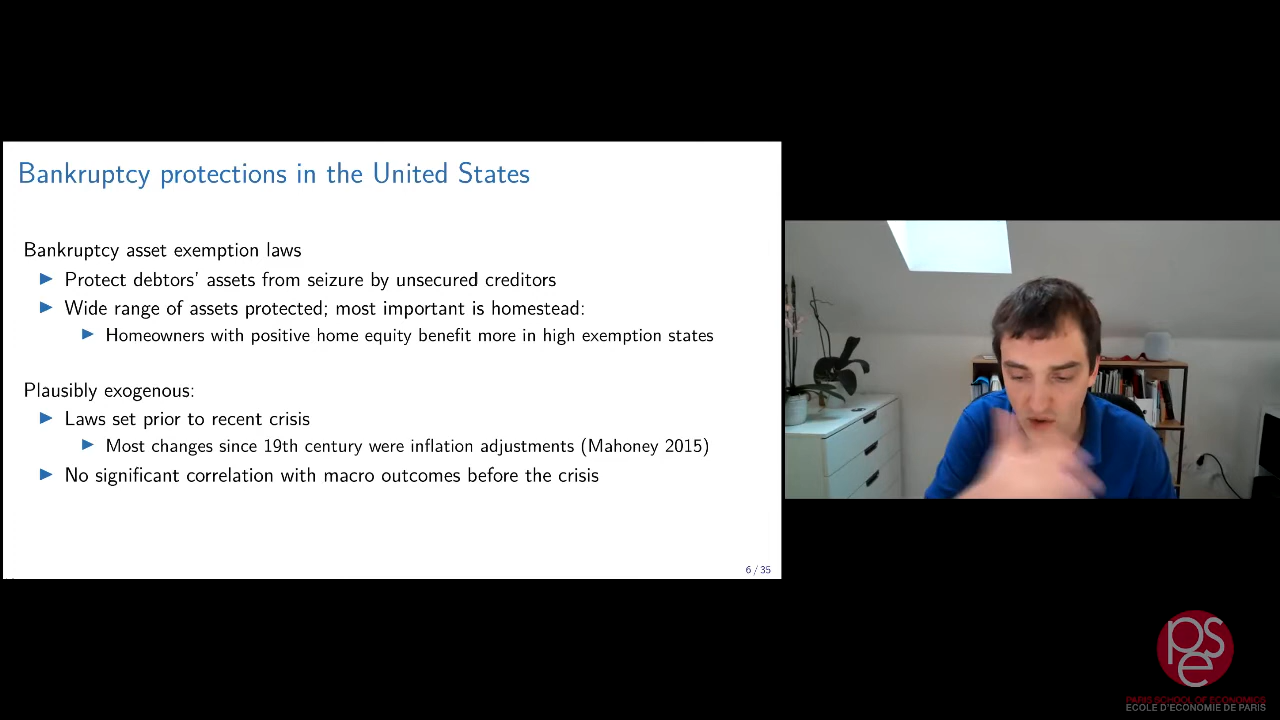 Bankruptcy protections in the United States
Bankruptcy asset exemption laws
Protect debtors' assets from seizure by unsecured creditors
Wide range of assets protected; most important is homestead:
Homeowners with positive home equity benefit more in high exemption states
Plausibly exogenous:
Laws set prior to recent crisis
Most changes since 19th century were inflation adjustments (Mahoney 2015)
No significant correlation with macro outcomes before the crisis
6 / 35
pse
PARIS SCHOOL OF ECONOMICS
ECOLE D'ECONOMIE DE PARIS